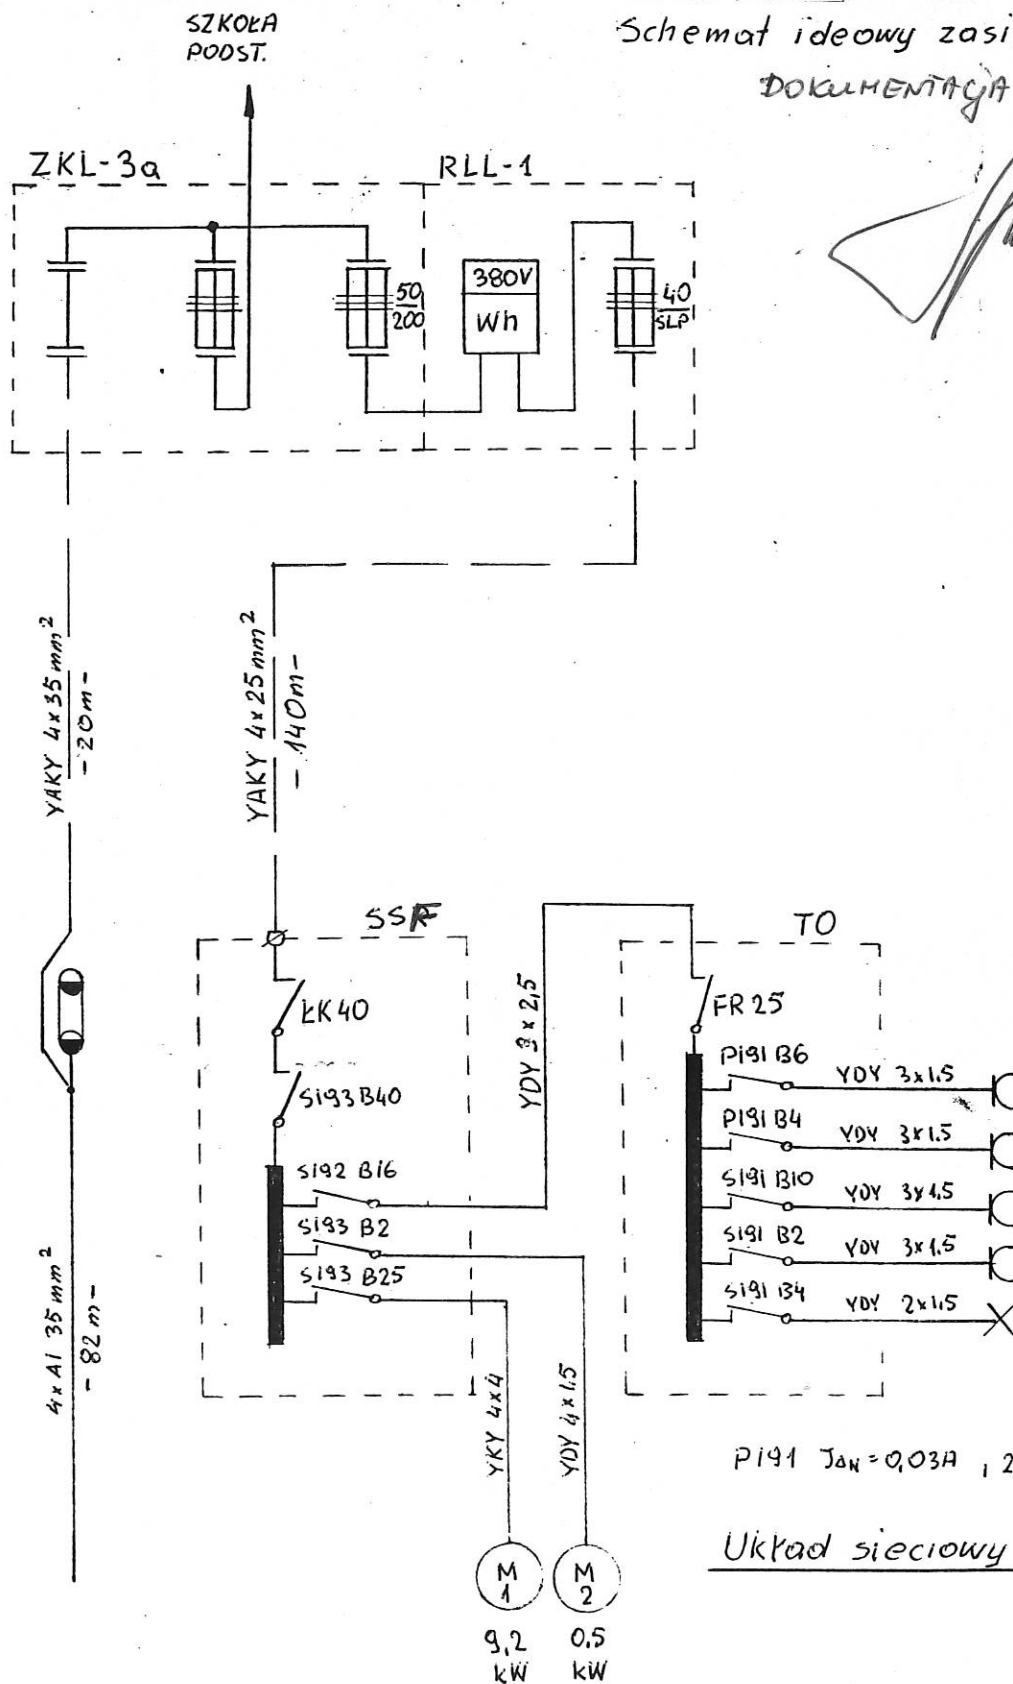 SZKOŁA
PODST.
Schemat ideowy zasi
DOKUMENTACJA
ZKL-3a
RLL-1
50
200
380V
Wh
40
SLP
YAKY 4x35 mm²
-20m-
YAKY 4x25 mm²
- 140m-
SSF
ŁK 40
S193 B40
S192 B16
S193 B2
S193 B25
YDY 3x2,5
TO
FR 25
P191 B6
YDY 3x1.5
P191 B4
YDY 3x1.5
S191 B10
YDY 3x1.5
S191 B2
YDY 3x1.5
S191 B4
YDY 2x1.5
4xAl 35 mm²
- 82 m-
YKY 4x4
YDY 4x1.5
P191 JΔN = 0,03A , 2
Układ sieciowy
M
1
M
2
9,2
kW
0.5
kW